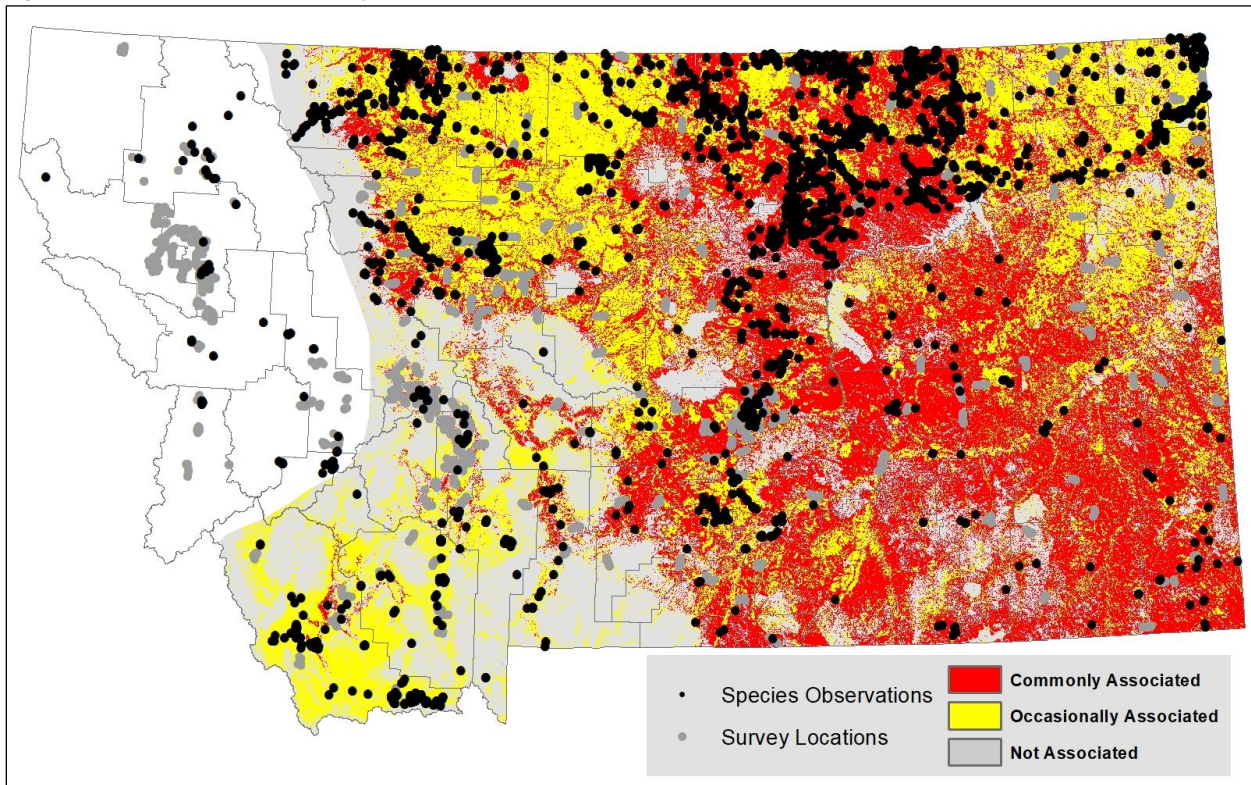 Species Observations
Survey Locations
Commonly Associated
Occasionally Associated
Not Associated